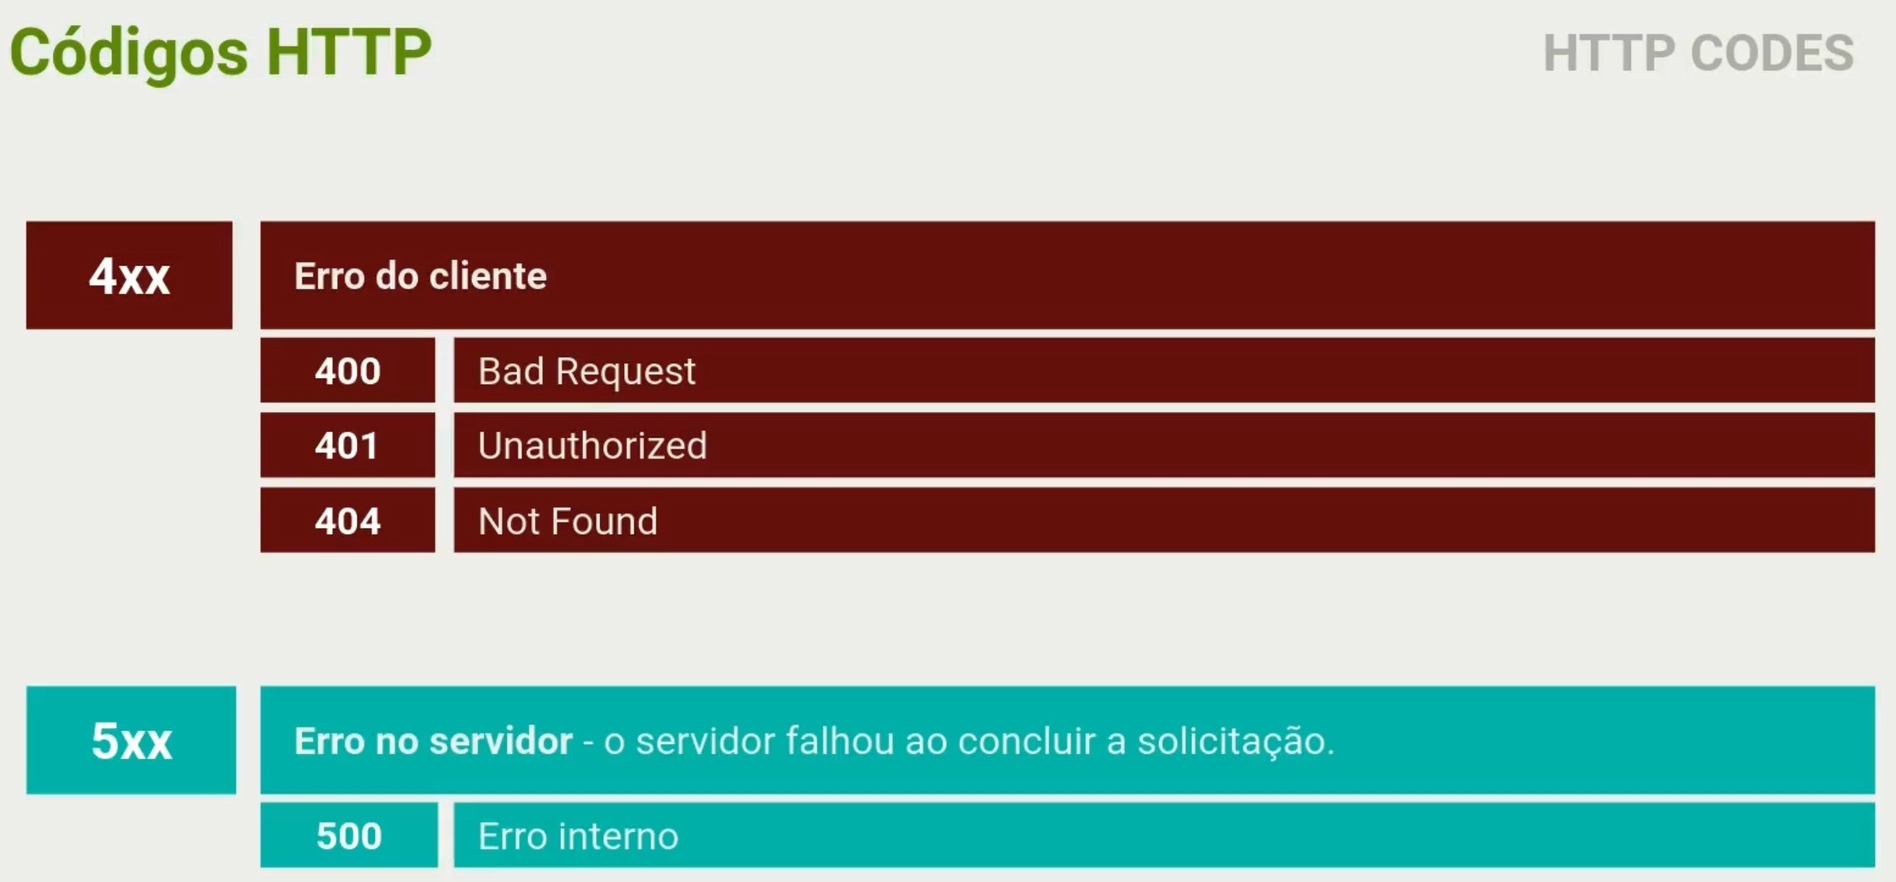 Códigos HTTP
HTTP CODES
4xx
Erro do cliente
400
Bad Request
401
Unauthorized
404
Not Found
5xx
Erro no servidor - o servidor falhou ao concluir a solicitação.
500
Erro interno